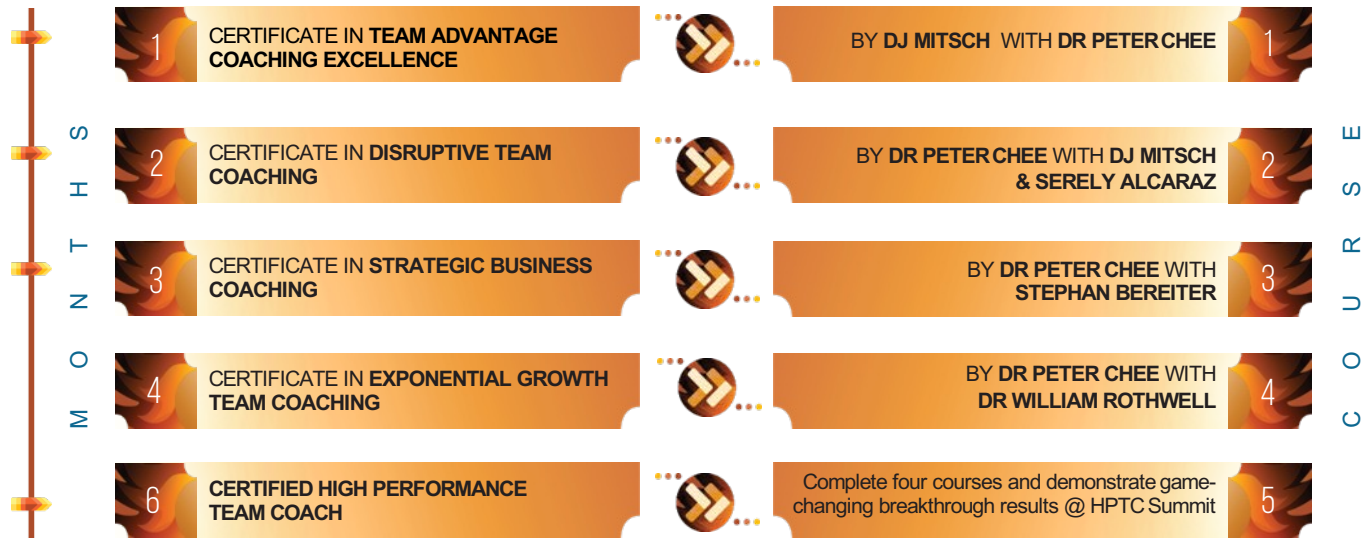 MONTHS
1
CERTIFICATE IN TEAM ADVANTAGE
COACHING EXCELLENCE
BY DJ MITSCH WITH DR PETER CHEE
1
2
CERTIFICATE IN DISRUPTIVE TEAM
COACHING
BY DR PETER CHEE WITH DJ MITSCH
& SERELY ALCARAZ
2
3
CERTIFICATE IN STRATEGIC BUSINESS
COACHING
BY DR PETER CHEE WITH
STEPHAN BEREITER
3
4
CERTIFICATE IN EXPONENTIAL GROWTH
TEAM COACHING
BY DR PETER CHEE WITH
DR WILLIAM ROTHWELL
4
6
CERTIFIED HIGH PERFORMANCE
TEAM COACH
Complete four courses and demonstrate game-
changing breakthrough results @ HPTC Summit
5
COURSE